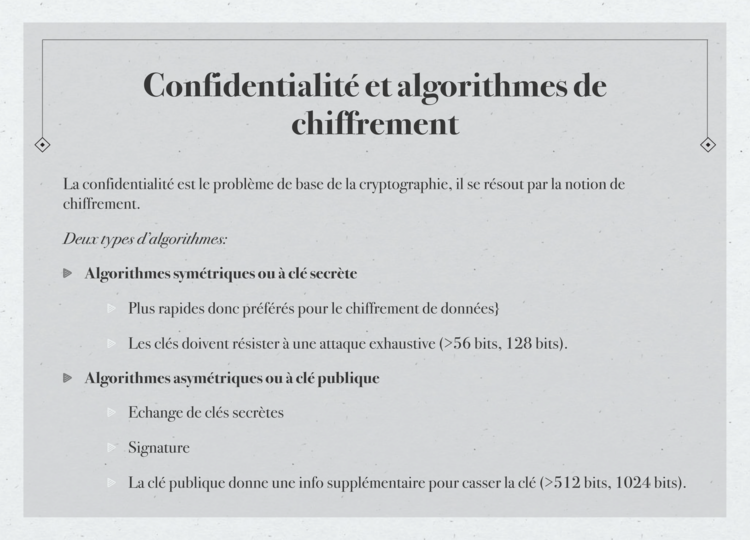 Confidentialité et algorithmes de
chiffrement
La confidentialité est le problème de base de la cryptographie, il se résout par la notion de
chiffrement.
Deux types d'algorithmes:
Algorithmes symétriques ou à clé secrète
Plus rapides donc préférés pour le chiffrement de données}
Les clés doivent résister à une attaque exhaustive (>56 bits, 128 bits).
Algorithmes asymétriques ou à clé publique
Echange de clés secrètes
Signature
La clé publique donne une info supplémentaire pour casser la clé (>512 bits, 1024 bits).